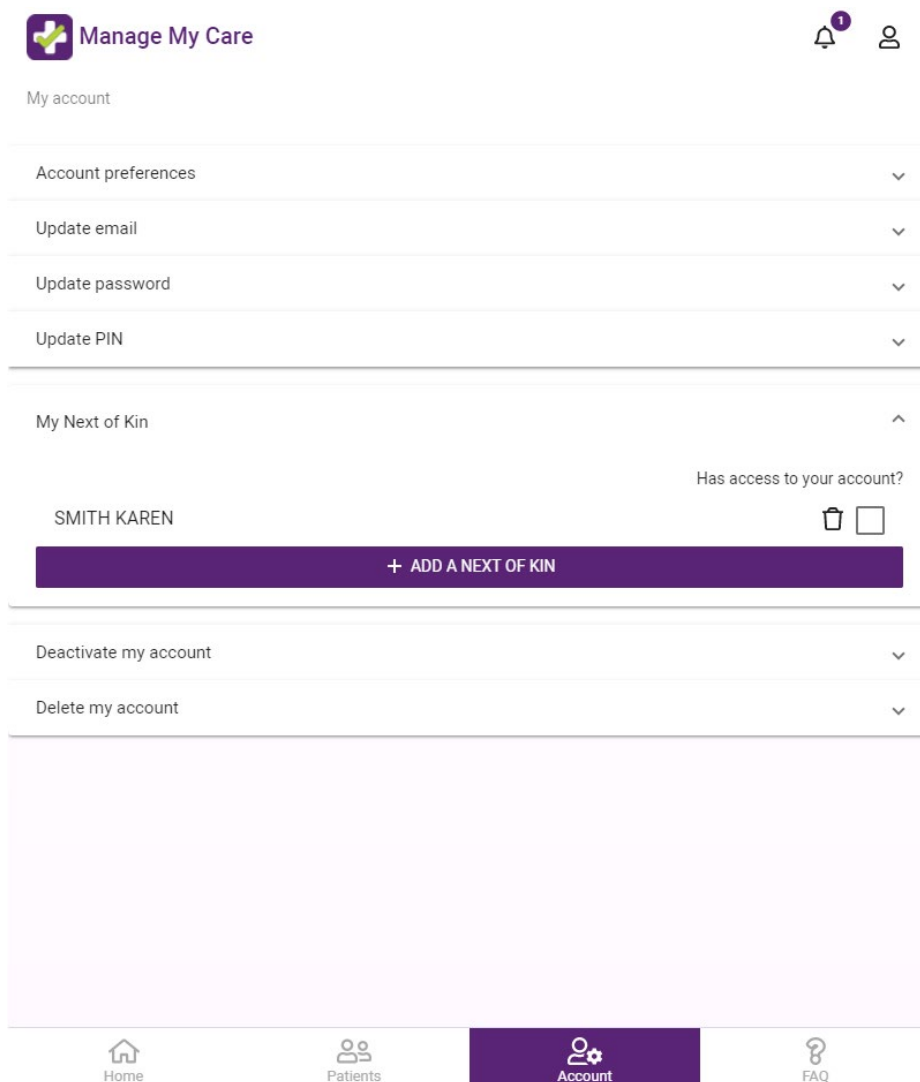 Manage My Care
1
My account
Account preferences
Update email
Update password
Update PIN
My Next of Kin
Has access to your account?
SMITH KAREN
+ ADD A NEXT OF KIN
Deactivate my account
Delete my account
Home Patients Account FAQ